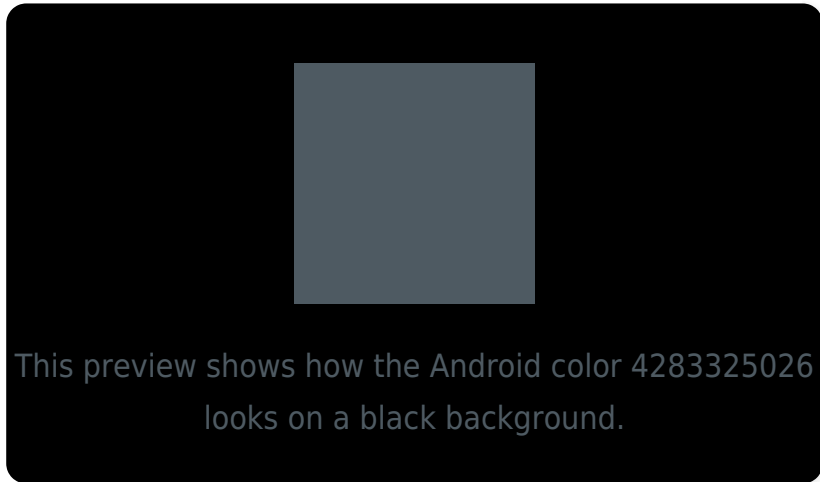 This preview shows how the Android color 4283325026
looks on a black background.